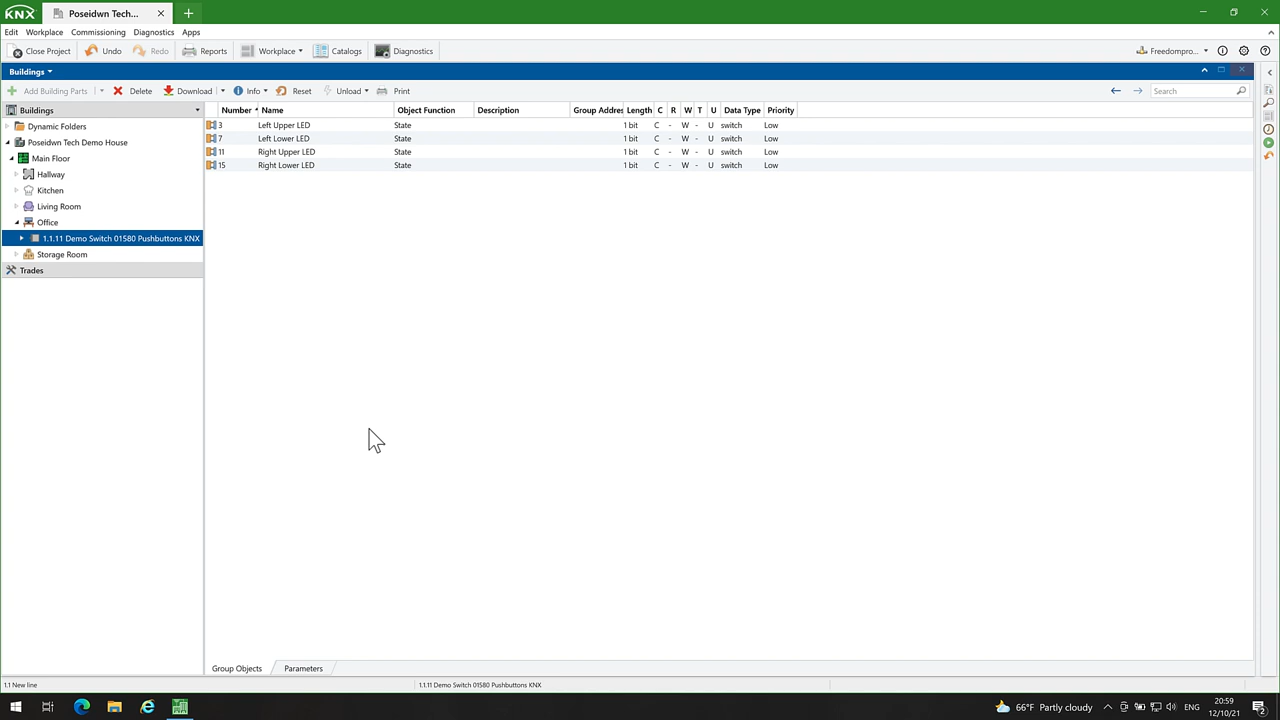 KNX Poseidwn Tech...
Edit Workplace Commissioning Diagnostics Apps
Close Project Undo Redo Reports Workplace Catalogs Diagnostics Freedompro...
Buildings
Add Building Parts Delete Download Info Reset Unload Print Search
Buildings Number Name Object Function Description Group Addres Length C R W T U Data Type Priority
Dynamic Folders 3 Left Upper LED State 1 bit C - W - U switch Low
Poseidwn Tech Demo House 7 Left Lower LED State 1 bit C - W - U switch Low
Main Floor 11 Right Upper LED State 1 bit C - W - U switch Low
Hallway 15 Right Lower LED State 1 bit C - W - U switch Low
Kitchen
Living Room
Office
1.1.11 Demo Switch 01580 Pushbuttons KNX
Storage Room
Trades
Group Objects Parameters
1.1 New line 1.1.11 Demo Switch 01580 Pushbuttons KNX
66°F Partly cloudy ENG 20:59
12/10/21